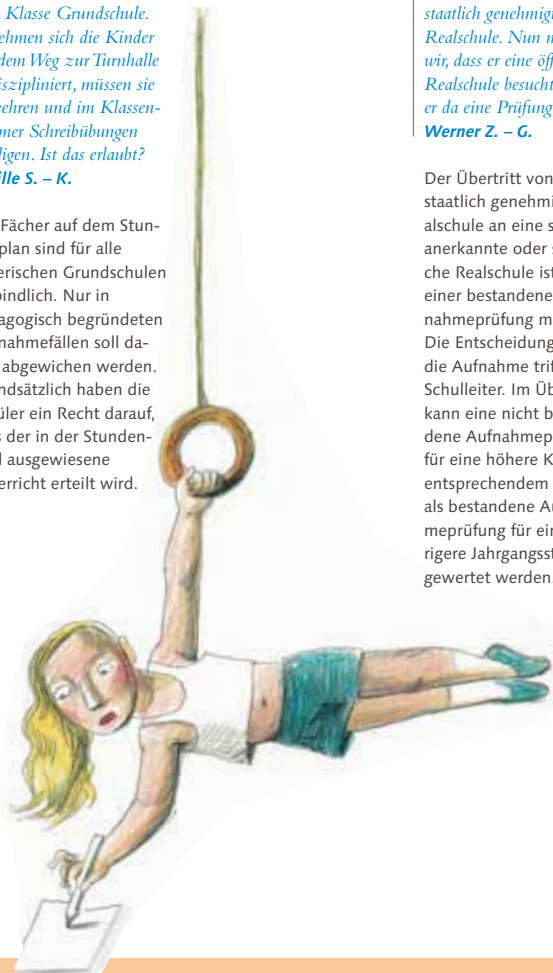 Klasse Grundschule.
ehmen sich die Kinder
dem Weg zur Turnhalle
diszipliniert, müssen sie
kehren und im Klassen-
mer Schreibübungen
digen. Ist das erlaubt?
ille S. – K.
Fächer auf dem Stun-
plan sind für alle
erischen Grundschulen
bindlich. Nur in
agogisch begründeten
nahmefällen soll da-
abgewichen werden.
ndsätzlich haben die
üler ein Recht darauf,
s der in der Stunden-
l ausgewiesene
erricht erteilt wird.
staatlich genehmigt
Realschule. Nun m
wir, dass er eine öff
Realschule besucht
er da eine Prüfung
Werner Z. – G.
Der Übertritt von
staatlich genehmi
alschule an eine s
anerkannte oder s
che Realschule ist
einer bestandene
nahmeprüfung m
Die Entscheidung
die Aufnahme trif
Schulleiter. Im Üb
kann eine nicht b
dene Aufnahmep
für eine höhere K
entsprechendem
als bestandene Au
meprüfung für ein
rigere Jahrgangsst
gewertet werden.